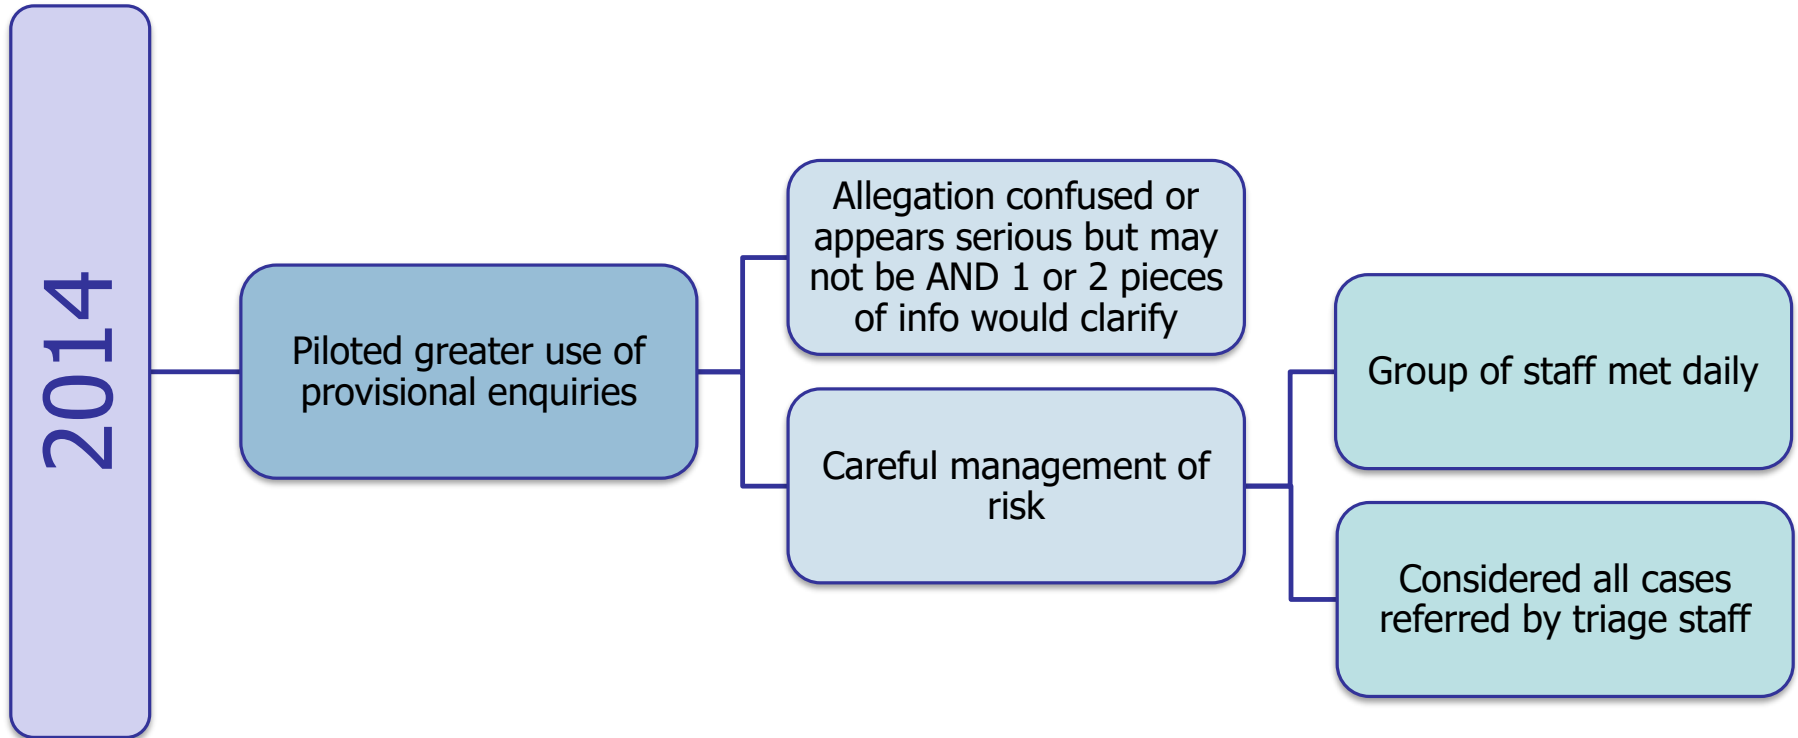 2014
Piloted greater use of
provisional enquiries
Allegation confused or
appears serious but may
not be AND 1 or 2 pieces
of info would clarify
Careful management of
risk
Group of staff met daily
Considered all cases
referred by triage staff